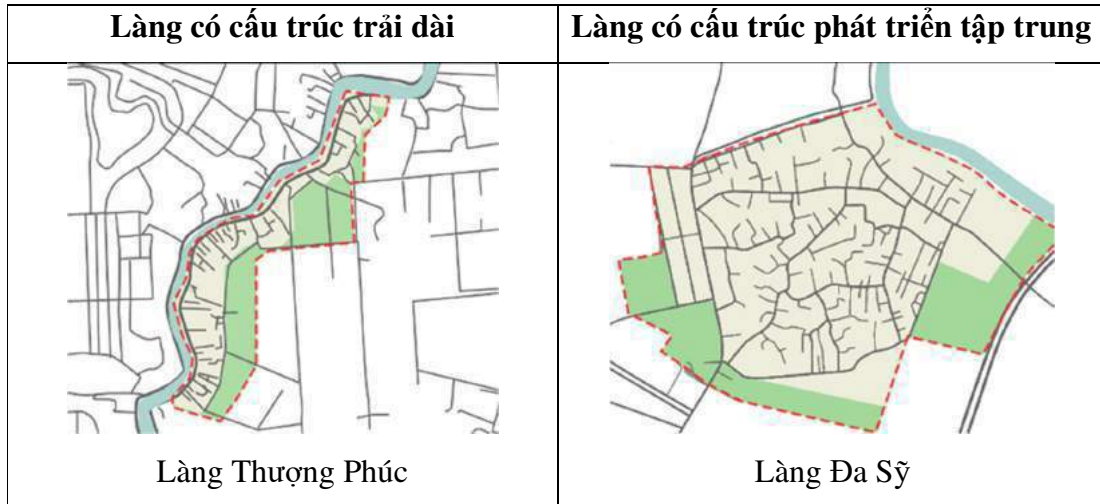 Làng có cấu trúc trải dài
Làng có cấu trúc phát triển tập trung
Làng Thượng Phúc
Làng Đa Sỹ